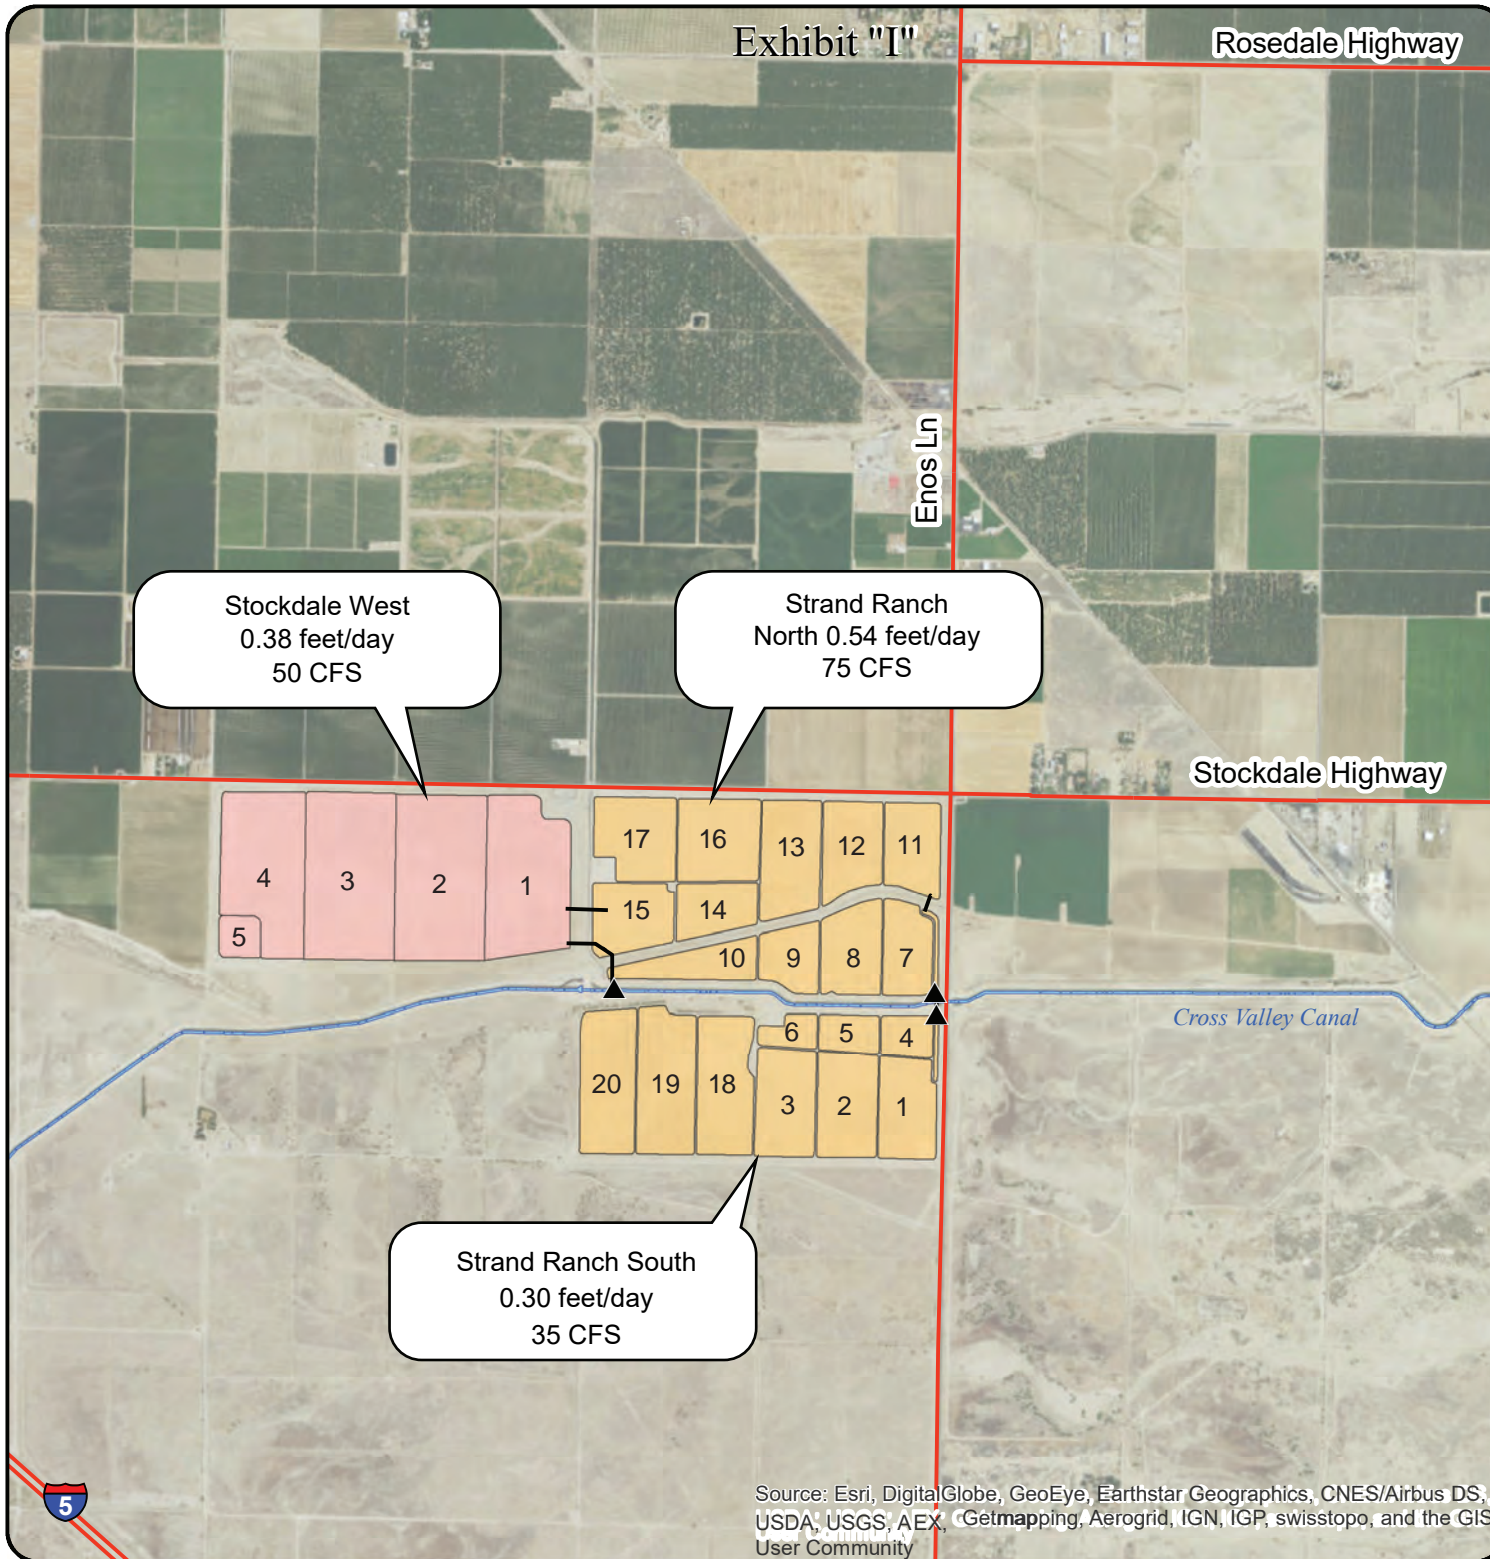 Exhibit "I"
Rosedale Highway
Enos Ln
Stockdale West
0.38 feet/day
50 CFS
Strand Ranch
North 0.54 feet/day
75 CFS
Stockdale Highway
17
16
13
12
11
4
3
2
1
15
14
5
10
9
8
7
Cross Valley Canal
6
5
4
20
19
18
3
2
1
Strand Ranch South
0.30 feet/day
35 CFS
5
Source: Esri, DigitalGlobe, GeoEye, Earthstar Geographics, CNES/Airbus DS,
USDA, USGS, AEX, Getmapping, Aerogrid, IGN, IGP, swisstopo, and the GIS
User Community